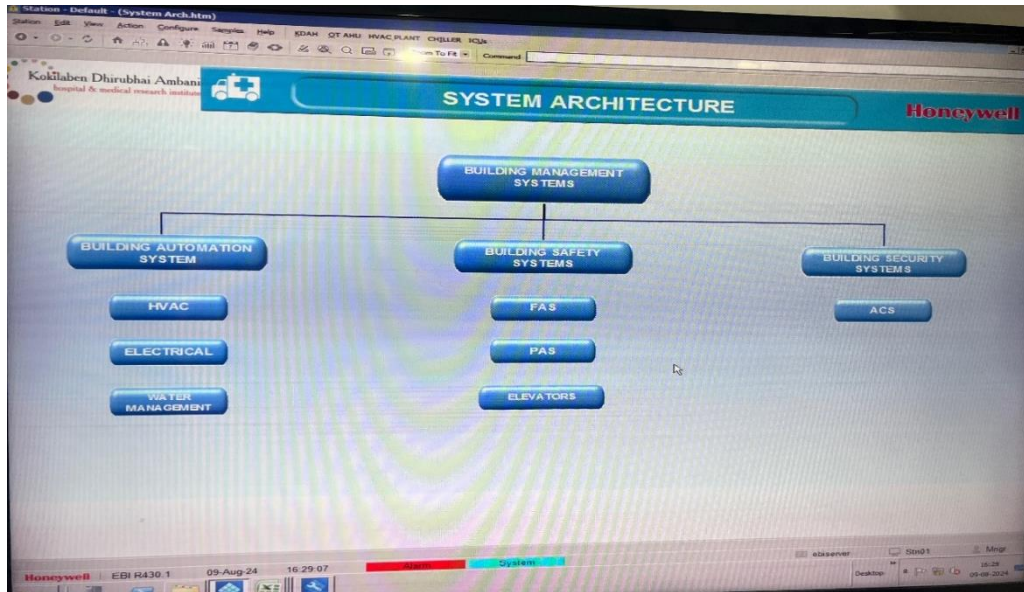 Station - Default - (System Arch.htm)
Station Edit View Action Configure Help
KDAH OT AHU HVAC PLANT CHILLER ICUs
To Fit
Command
Kokilaben Dhirubhai Ambani
hospital & medical research institute
SYSTEM ARCHITECTURE
Honeywell
BUILDING MANAGEMENT
SYSTEMS
BUILDING AUTOMATION
SYSTEM
BUILDING SAFETY
SYSTEMS
BUILDING SECURITY
SYSTEMS
HVAC
FAS
ACS
ELECTRICAL
PAS
WATER
MANAGEMENT
ELEVATORS
Honeywell EBI R430.1 09-Aug-24 16:29:07 Alarm System ebiserver Stn01 Mngr
Desktop
16:28
09-08-2024